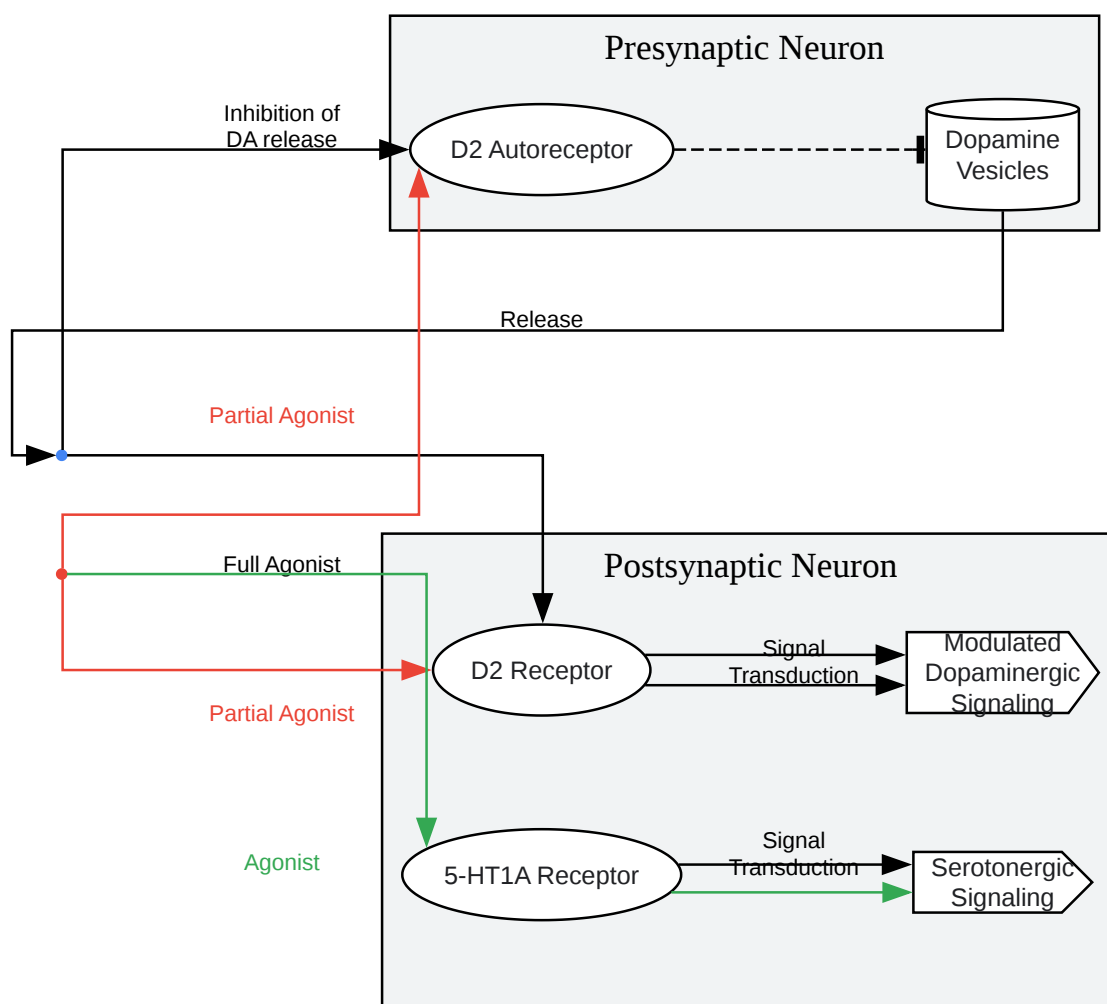 Presynaptic Neuron
Inhibition of
DA release
D2 Autoreceptor
Dopamine
Vesicles
Release
Partial Agonist
Full Agonist
Postsynaptic Neuron
D2 Receptor
Signal
Transduction
Modulated
Dopaminergic
Signaling
Partial Agonist
Agonist
5-HT1A Receptor
Signal
Transduction
Serotonergic
Signaling